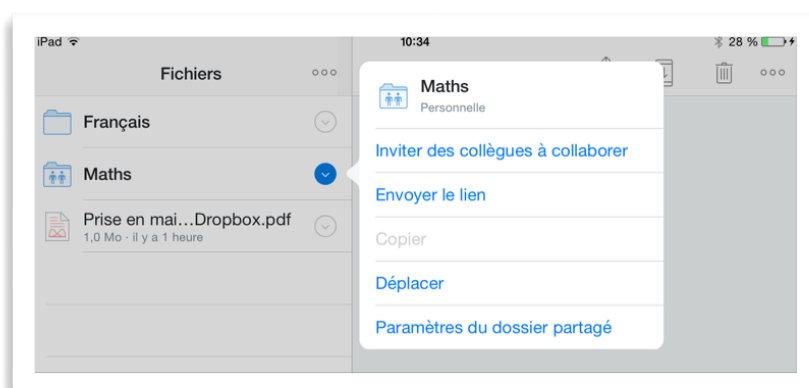 iPad 10:34 28 %
Fichiers
Français
Maths
Prise en mai...Dropbox.pdf
1,0 Mo · il y a 1 heure
Maths
Personnelle
Inviter des collègues à collaborer
Envoyer le lien
Copier
Déplacer
Paramètres du dossier partagé